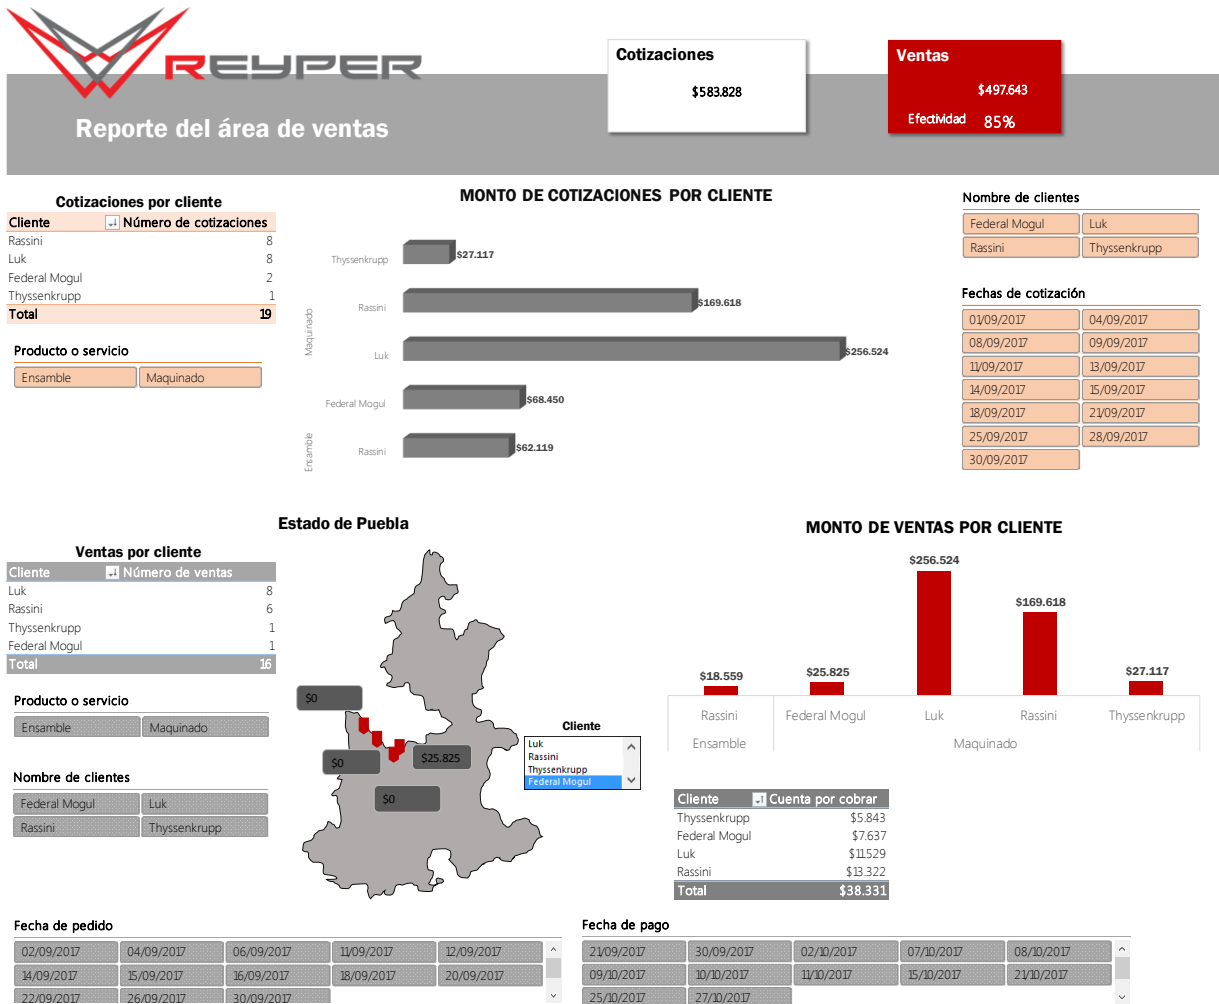 REYPER
Reporte del área de ventas
Cotizaciones
$583.828
Ventas
$497.643
Efectividad 85%
Cotizaciones por cliente
Cliente Número de cotizaciones
Rassini 8
Luk 8
Federal Mogul 2
Thyssenkrupp 1
Total 19
Producto o servicio
Ensamble Maquinado
MONTO DE COTIZACIONES POR CLIENTE
Maquinado
Thyssenkrupp $27.117
Rassini $169.618
Luk $256.524
Federal Mogul $68.450
Ensamble
Rassini $62.119
Nombre de clientes
Federal Mogul Luk
Rassini Thyssenkrupp
Fechas de cotización
01/09/2017 04/09/2017
08/09/2017 09/09/2017
11/09/2017 13/09/2017
14/09/2017 15/09/2017
18/09/2017 21/09/2017
25/09/2017 28/09/2017
30/09/2017
Ventas por cliente
Cliente Número de ventas
Luk 8
Rassini 6
Thyssenkrupp 1
Federal Mogul 1
Total 16
Producto o servicio
Ensamble Maquinado
Nombre de clientes
Federal Mogul Luk
Rassini Thyssenkrupp
Estado de Puebla
$0
$0
$25.825
$0
Cliente
Luk
Rassini
Thyssenkrupp
Federal Mogul
MONTO DE VENTAS POR CLIENTE
$18.559 $25.825 $256.524 $169.618 $27.117
Rassini Federal Mogul Luk Rassini Thyssenkrupp
Ensamble Maquinado
Cliente Cuenta por cobrar
Thyssenkrupp $5.843
Federal Mogul $7.637
Luk $11.529
Rassini $13.322
Total $38.331
Fecha de pedido
02/09/2017 04/09/2017 06/09/2017 11/09/2017 12/09/2017
14/09/2017 15/09/2017 16/09/2017 18/09/2017 20/09/2017
22/09/2017 26/09/2017 30/09/2017
Fecha de pago
21/09/2017 30/09/2017 02/10/2017 07/10/2017 08/10/2017
09/10/2017 10/10/2017 11/10/2017 15/10/2017 21/10/2017
25/10/2017 27/10/2017